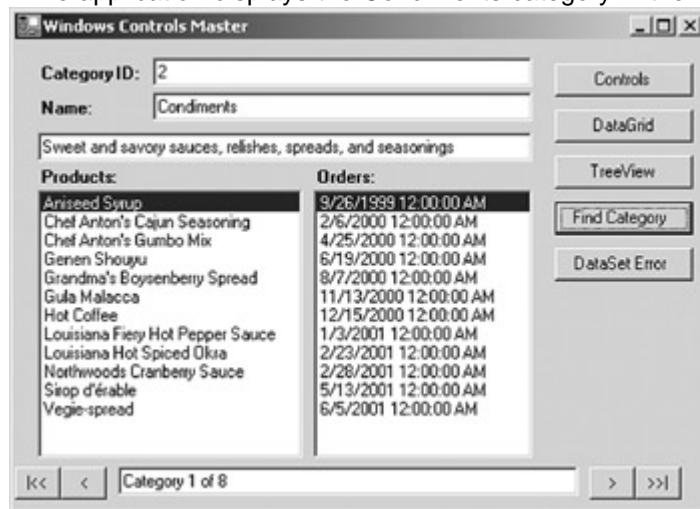 application displays the Condiments category in the
Windows Controls Master
Category ID: 2
Name: Condiments
Sweet and savory sauces, relishes, spreads, and seasonings
Products:
Aniseed Syrup
Chef Anton's Cajun Seasoning
Chef Anton's Gumbo Mix
Genen Shouyu
Grandma's Boysenberry Spread
Gula Malacca
Hot Coffee
Louisiana Fiery Hot Pepper Sauce
Louisiana Hot Spiced Okra
Northwoods Cranberry Sauce
Sirop d'érable
Vegie-spread
Orders:
9/26/1999 12:00:00 AM
2/6/2000 12:00:00 AM
4/25/2000 12:00:00 AM
6/19/2000 12:00:00 AM
8/7/2000 12:00:00 AM
11/13/2000 12:00:00 AM
12/15/2000 12:00:00 AM
1/3/2001 12:00:00 AM
2/23/2001 12:00:00 AM
2/28/2001 12:00:00 AM
5/13/2001 12:00:00 AM
6/5/2001 12:00:00 AM
Controls
DataGrid
TreeView
Find Category
DataSet Error
|<< < Category 1 of 8 > >>|